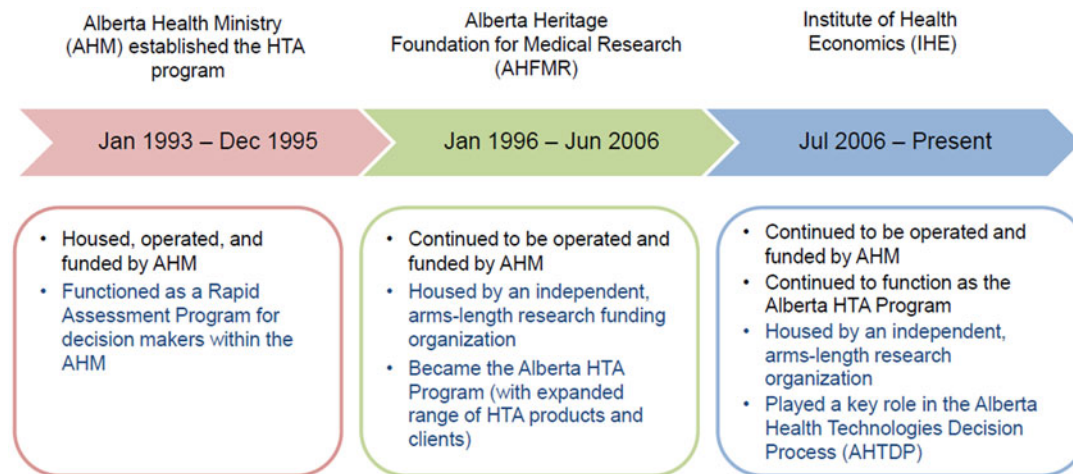 Alberta Health Ministry
(AHM) established the HTA
program
Alberta Heritage
Foundation for Medical Research
(AHFMR)
Institute of Health
Economics (IHE)
Jan 1993 – Dec 1995
Jan 1996 – Jun 2006
Jul 2006 – Present
• Housed, operated, and
funded by AHM
• Functioned as a Rapid
Assessment Program for
decision makers within the
AHM
• Continued to be operated and
funded by AHM
• Housed by an independent,
arms-length research funding
organization
• Became the Alberta HTA
Program (with expanded
range of HTA products and
clients)
• Continued to be operated and
funded by AHM
• Continued to function as the
Alberta HTA Program
• Housed by an independent,
arms-length research
organization
• Played a key role in the Alberta
Health Technologies Decision
Process (AHTDP)